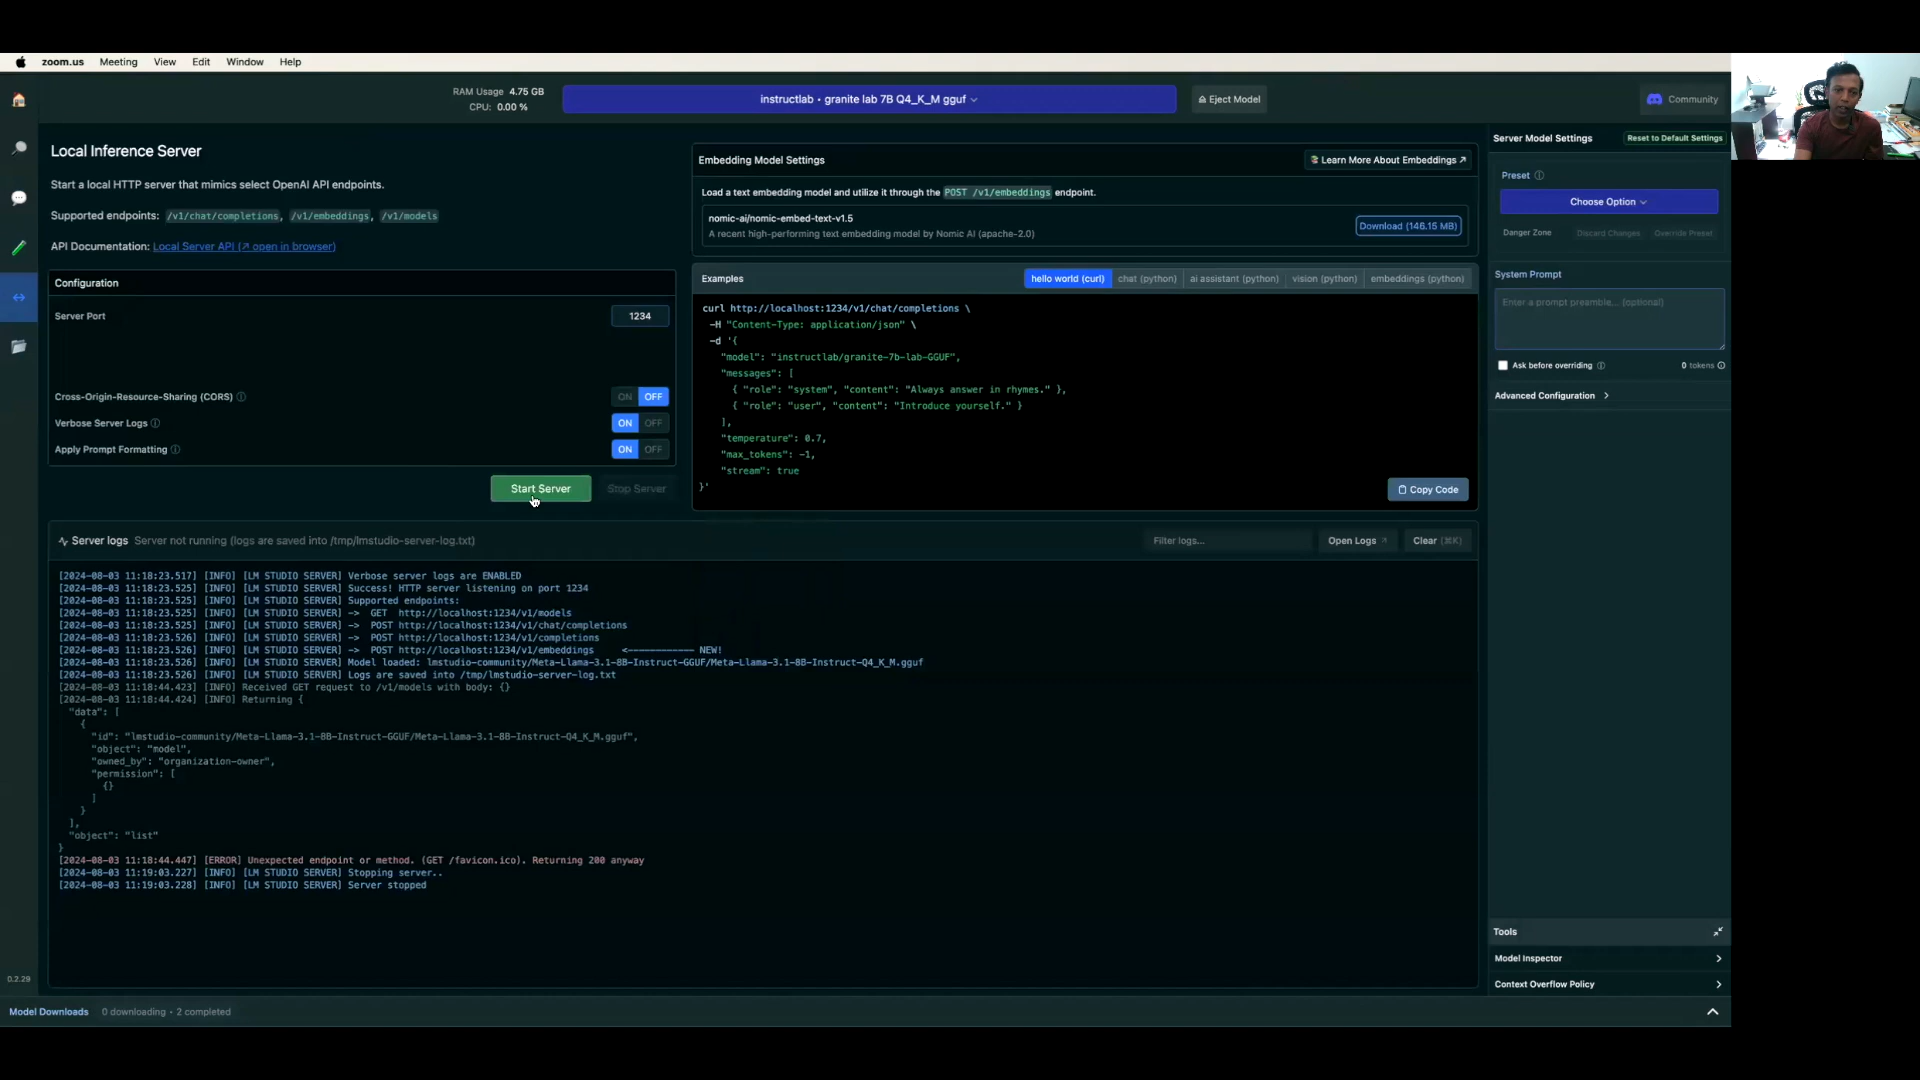 zoom.us Meeting View Edit Window Help
RAM Usage 4.75 GB
CPU: 0.00 %
instructlab • granite lab 7B Q4_K_M gguf
Eject Model
Community
Local Inference Server
Start a local HTTP server that mimics select OpenAI API endpoints.
Supported endpoints: /v1/chat/completions, /v1/embeddings, /v1/models
API Documentation: Local Server API (↗ open in browser)
Configuration
Server Port 1234
Cross-Origin-Resource-Sharing (CORS) ON OFF
Verbose Server Logs ON OFF
Apply Prompt Formatting ON OFF
Start Server Stop Server
Embedding Model Settings
Learn More About Embeddings ↗
Load a text embedding model and utilize it through the POST /v1/embeddings endpoint.
nomic-ai/nomic-embed-text-v1.5
A recent high-performing text embedding model by Nomic AI (apache-2.0)
Download (146.15 MB)
Examples
hello world (curl) chat (python) ai assistant (python) vision (python) embeddings (python)
curl http://localhost:1234/v1/chat/completions \
-H "Content-Type: application/json" \
-d '{
"model": "instructlab/granite-7b-lab-GGUF",
"messages": [
{ "role": "system", "content": "Always answer in rhymes." },
{ "role": "user", "content": "Introduce yourself." }
],
"temperature": 0.7,
"max_tokens": -1,
"stream": true
}'
Copy Code
Server logs Server not running (logs are saved into /tmp/lmstudio-server-log.txt)
Filter logs... Open Logs Clear (⌘K)
[2024-08-03 11:18:23.517] [INFO] [LM STUDIO SERVER] Verbose server logs are ENABLED
[2024-08-03 11:18:23.525] [INFO] [LM STUDIO SERVER] Success! HTTP server listening on port 1234
[2024-08-03 11:18:23.525] [INFO] [LM STUDIO SERVER] Supported endpoints:
[2024-08-03 11:18:23.525] [INFO] [LM STUDIO SERVER] -> GET http://localhost:1234/v1/models
[2024-08-03 11:18:23.525] [INFO] [LM STUDIO SERVER] -> POST http://localhost:1234/v1/chat/completions
[2024-08-03 11:18:23.526] [INFO] [LM STUDIO SERVER] -> POST http://localhost:1234/v1/completions
[2024-08-03 11:18:23.526] [INFO] [LM STUDIO SERVER] -> POST http://localhost:1234/v1/embeddings <------------ NEW!
[2024-08-03 11:18:23.526] [INFO] [LM STUDIO SERVER] Model loaded: lmstudio-community/Meta-Llama-3.1-8B-Instruct-GGUF/Meta-Llama-3.1-8B-Instruct-Q4_K_M.gguf
[2024-08-03 11:18:23.526] [INFO] [LM STUDIO SERVER] Logs are saved into /tmp/lmstudio-server-log.txt
[2024-08-03 11:18:44.423] [INFO] Received GET request to /v1/models with body: {}
[2024-08-03 11:18:44.424] [INFO] Returning {
"data": [
{
"id": "lmstudio-community/Meta-Llama-3.1-8B-Instruct-GGUF/Meta-Llama-3.1-8B-Instruct-Q4_K_M.gguf",
"object": "model",
"owned_by": "organization-owner",
"permission": [
{}
]
}
],
"object": "list"
}
[2024-08-03 11:18:44.447] [ERROR] Unexpected endpoint or method. (GET /favicon.ico). Returning 200 anyway
[2024-08-03 11:19:03.227] [INFO] [LM STUDIO SERVER] Stopping server..
[2024-08-03 11:19:03.228] [INFO] [LM STUDIO SERVER] Server stopped
Server Model Settings Reset to Default Settings
Preset
Choose Option
Danger Zone Discard Changes Override Preset
System Prompt
Enter a prompt preamble... (optional)
Ask before overriding 0 tokens
Advanced Configuration
Tools
Model Inspector
Context Overflow Policy
0.2.29
Model Downloads 0 downloading • 2 completed